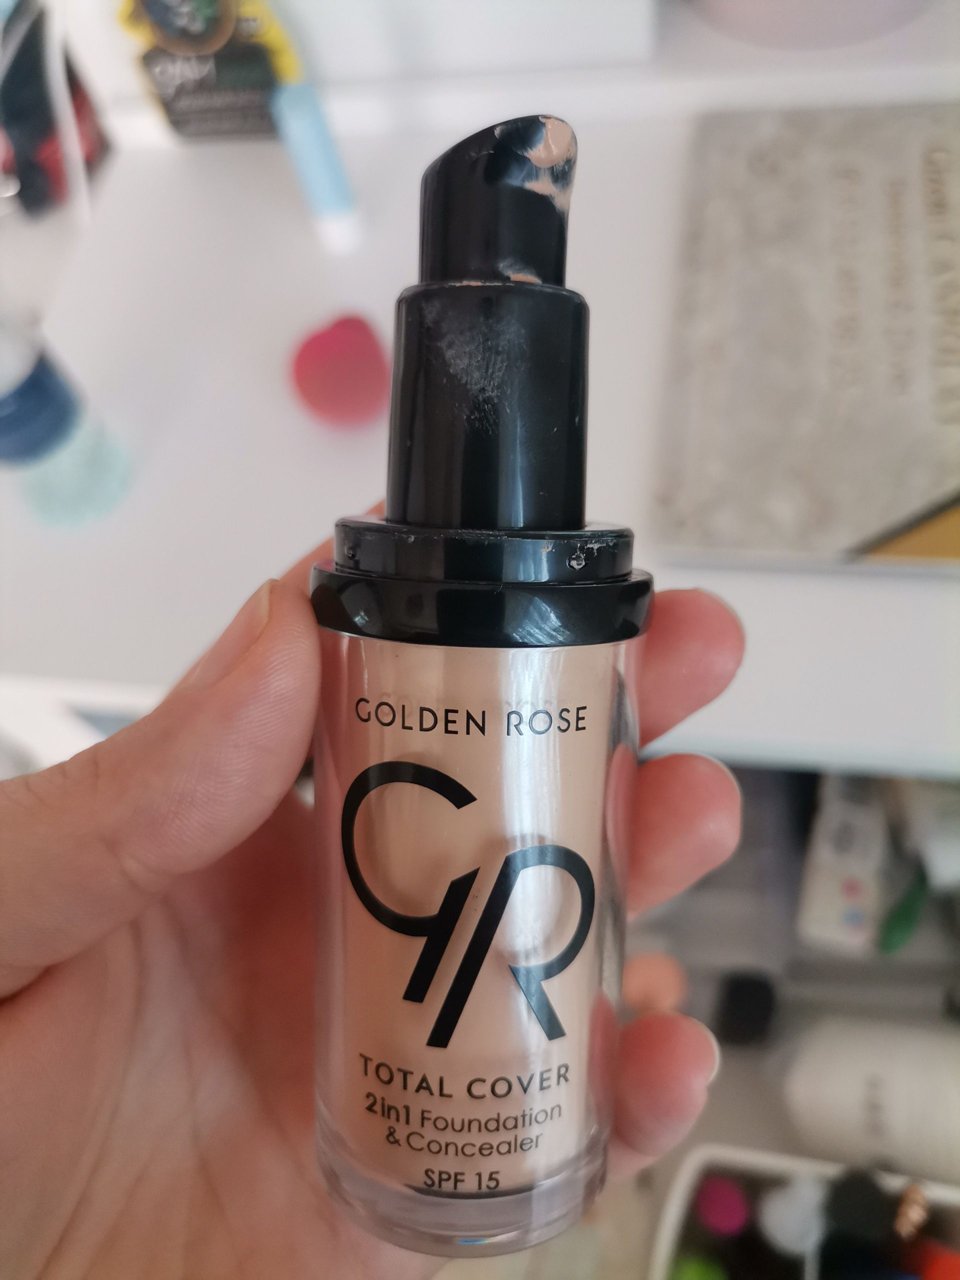 GOLDEN ROSE
GR
TOTAL COVER
2in1 Foundation
& Concealer
SPF 15